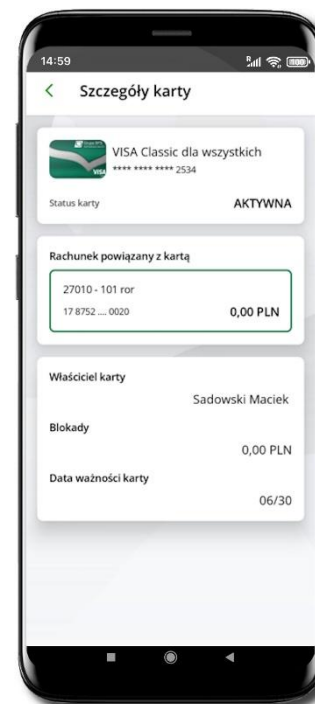 14:59
Szczegóły karty
VISA Classic dla wszystkich
**** **** **** 2534
VISA
Status karty AKTYWNA
Rachunek powiązany z kartą
27010 - 101 ror
17 8752 .... 0020 0,00 PLN
Właściciel karty
Sadowski Maciek
Blokady
0,00 PLN
Data ważności karty
06/30